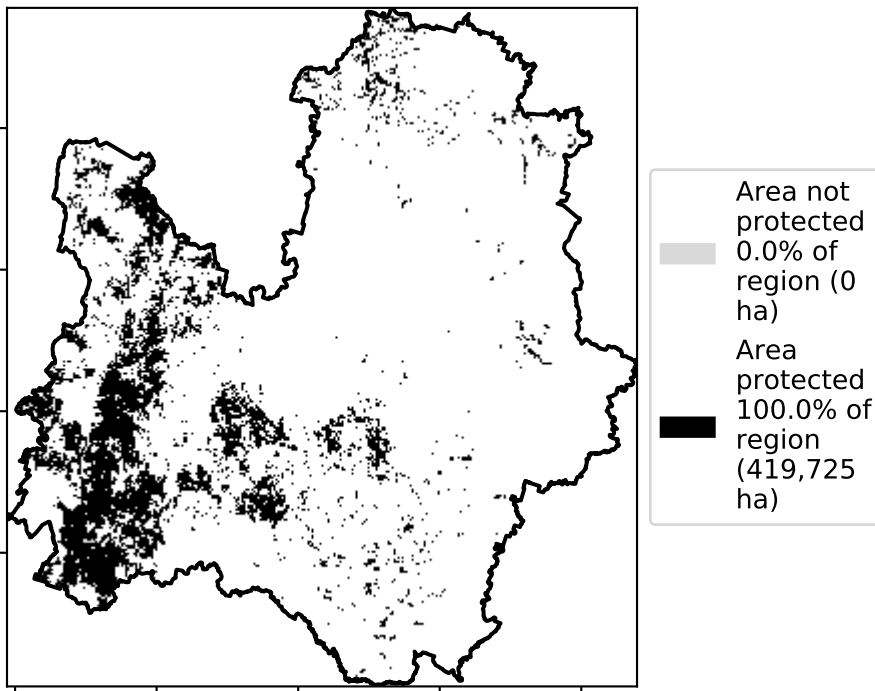 Area not
protected
0.0% of
region (0
ha)
Area
protected
100.0% of
region
(419,725
ha)